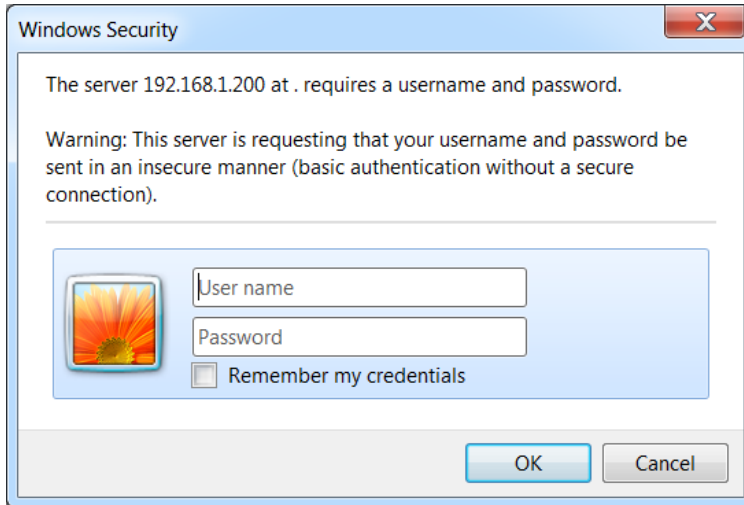 Windows Security
The server 192.168.1.200 at . requires a username and password.
Warning: This server is requesting that your username and password be
sent in an insecure manner (basic authentication without a secure
connection).
User name
Password
Remember my credentials
OK
Cancel